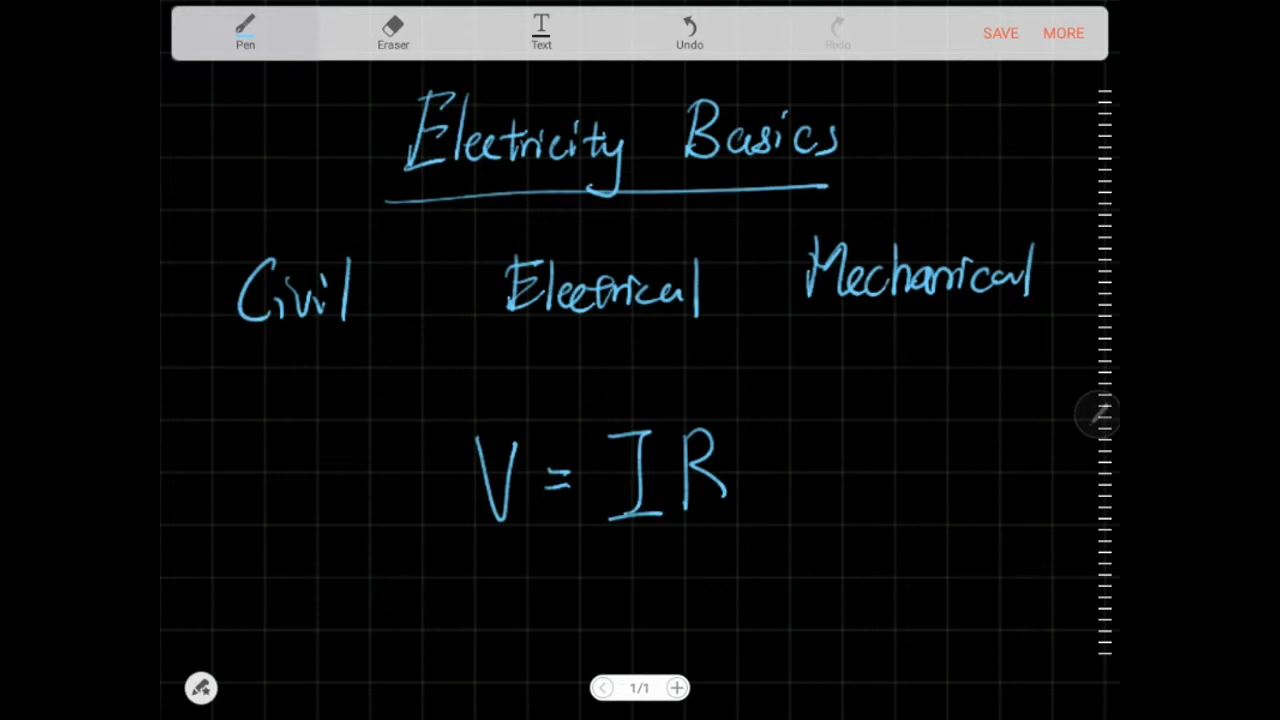 Pen Eraser Text Undo Redo SAVE MORE
Electricity Basics
Civil Electrical Mechanical
V = IR
1/1